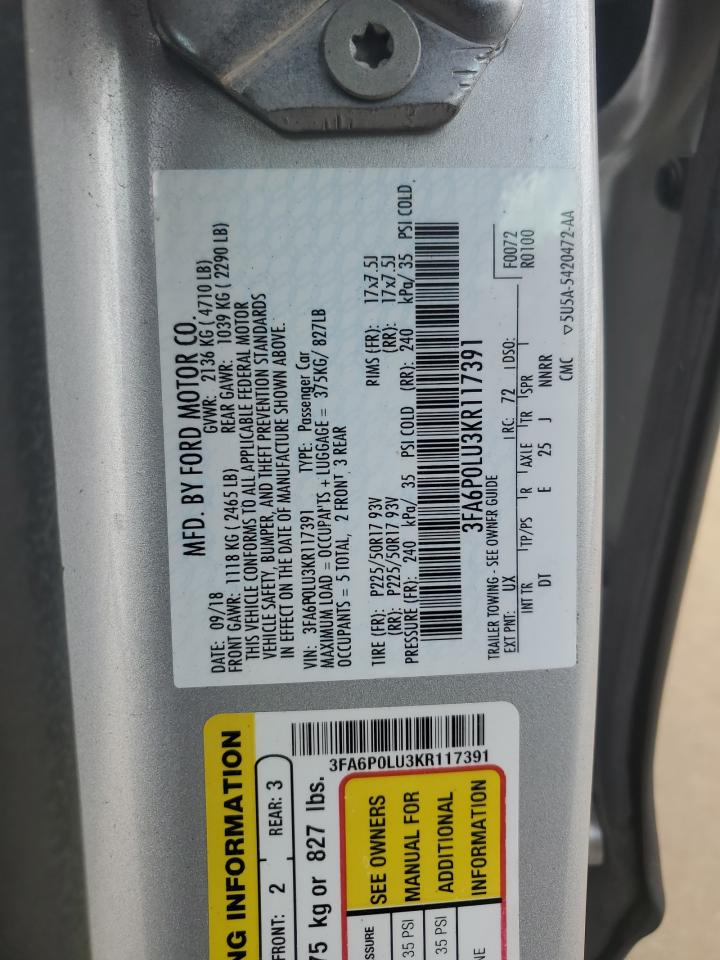 MFD. BY FORD MOTOR CO.
DATE: 09/18 GVWR: 2136 KG ( 4710 LB)
FRONT GAWR: 1118 KG ( 2465 LB) REAR GAWR: 1039 KG ( 2290 LB)
THIS VEHICLE CONFORMS TO ALL APPLICABLE FEDERAL MOTOR
VEHICLE SAFETY, BUMPER, AND THEFT PREVENTION STANDARDS
IN EFFECT ON THE DATE OF MANUFACTURE SHOWN ABOVE.
VIN: 3FA6P0LU3KR117391 TYPE: Passenger Car
MAXIMUM LOAD = OCCUPANTS + LUGGAGE = 375KG/ 827LB
OCCUPANTS = 5 TOTAL, 2 FRONT 3 REAR
TIRE (FR): P225/50R17 93V RIMS (FR): 17x7.5J
(RR): P225/50R17 93V (RR): 17x7.5J
PRESSURE (FR): 240 kPa/ 35 PSI COLD (RR): 240 kPa/ 35 PSI COLD
3FA6P0LU3KR117391
TRAILER TOWING - SEE OWNER GUIDE F0072
EXT PNT: UX RC: 72 DSO: R0100
INT TR TP/PS R AXLE TR SPR
DT E 25 J NNRR
CMC ▽5U5A-5420472-AA
NG INFORMATION
FRONT: 2 REAR: 3
75 kg or 827 lbs.
3FA6P0LU3KR117391
SEE OWNERS
MANUAL FOR
ADDITIONAL
INFORMATION
35 PSI
35 PSI